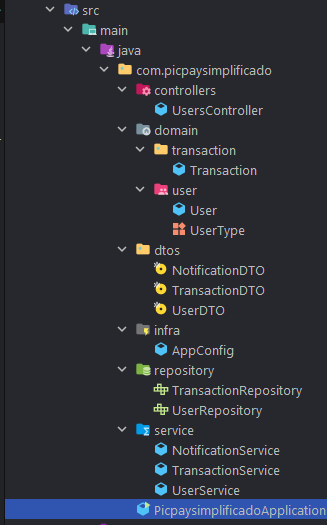 src
main
java
com.picpaysimplificado
controllers
UsersController
domain
transaction
Transaction
user
User
UserType
dtos
NotificationDTO
TransactionDTO
UserDTO
infra
AppConfig
repository
TransactionRepository
UserRepository
service
NotificationService
TransactionService
UserService
PicpaysimplificadoApplication